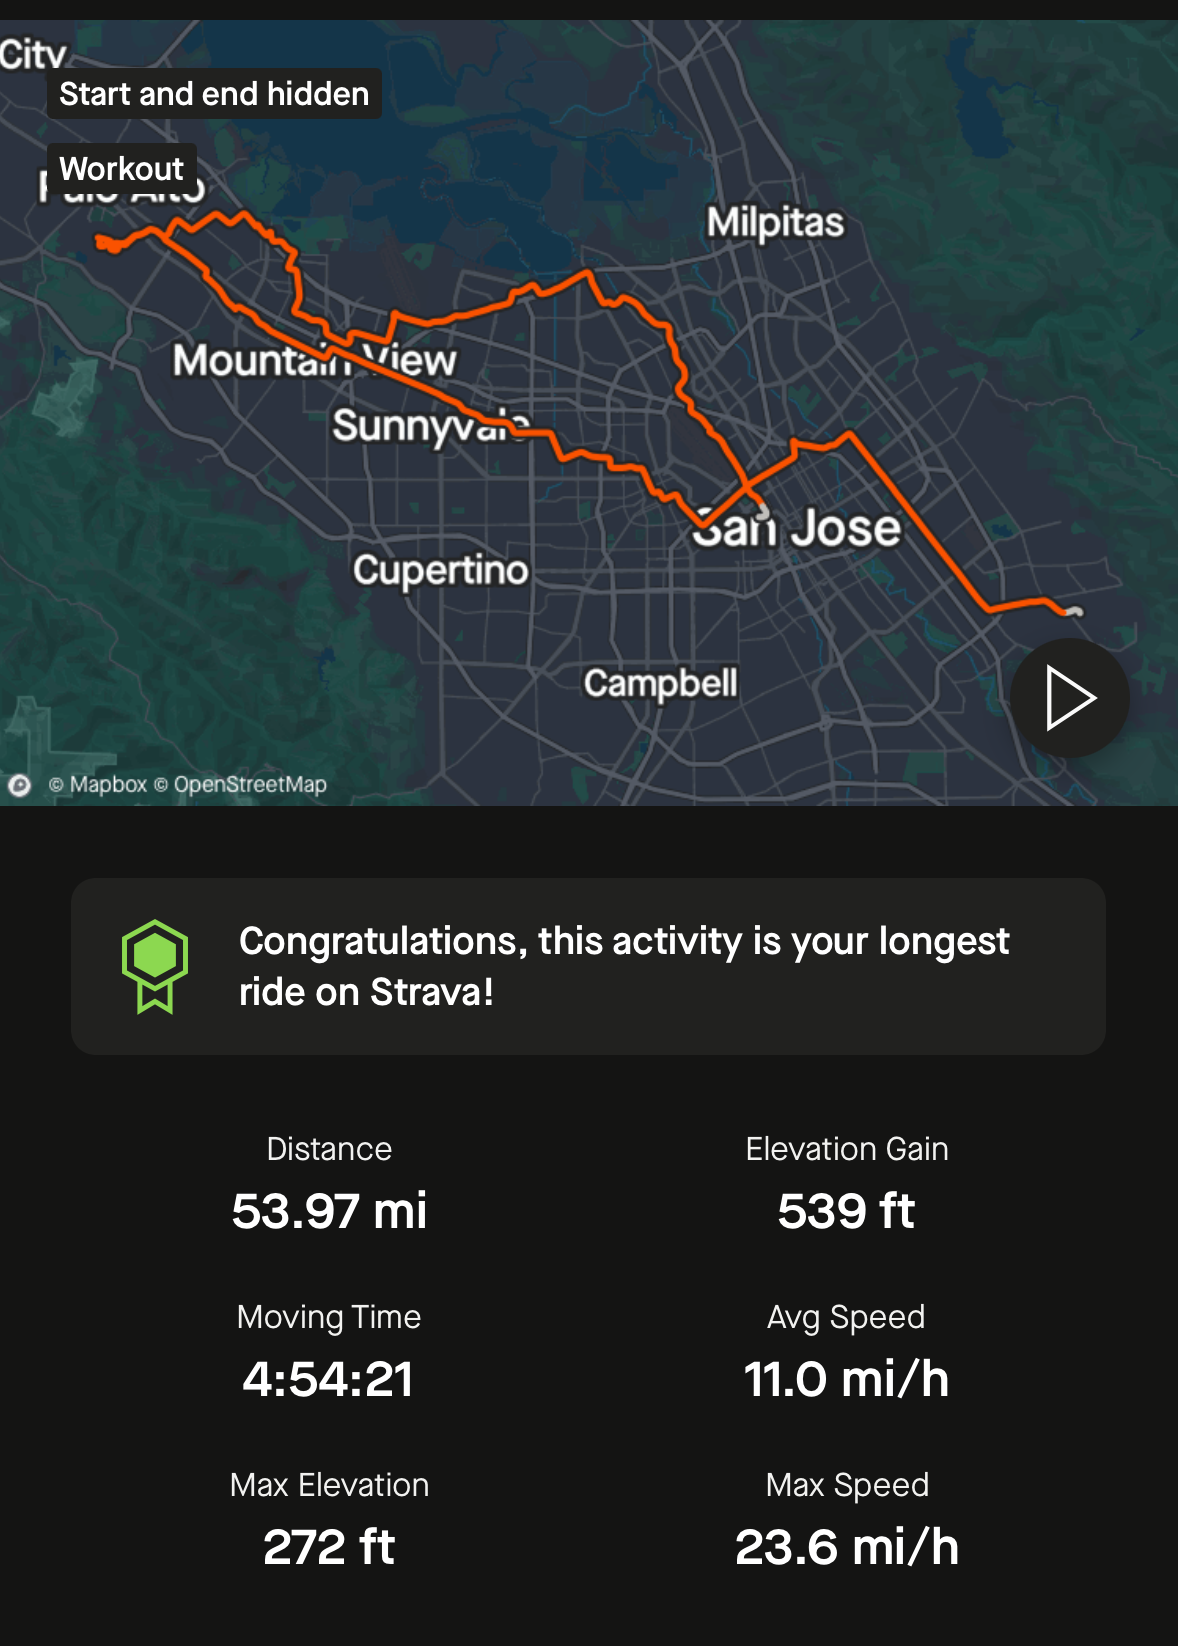 City
Start and end hidden
Workout
Palo Alto
Milpitas
Mountain View
Sunnyvale
San Jose
Cupertino
Campbell
© Mapbox © OpenStreetMap
Congratulations, this activity is your longest
ride on Strava!
Distance
Elevation Gain
53.97 mi
539 ft
Moving Time
Avg Speed
4:54:21
11.0 mi/h
Max Elevation
Max Speed
272 ft
23.6 mi/h